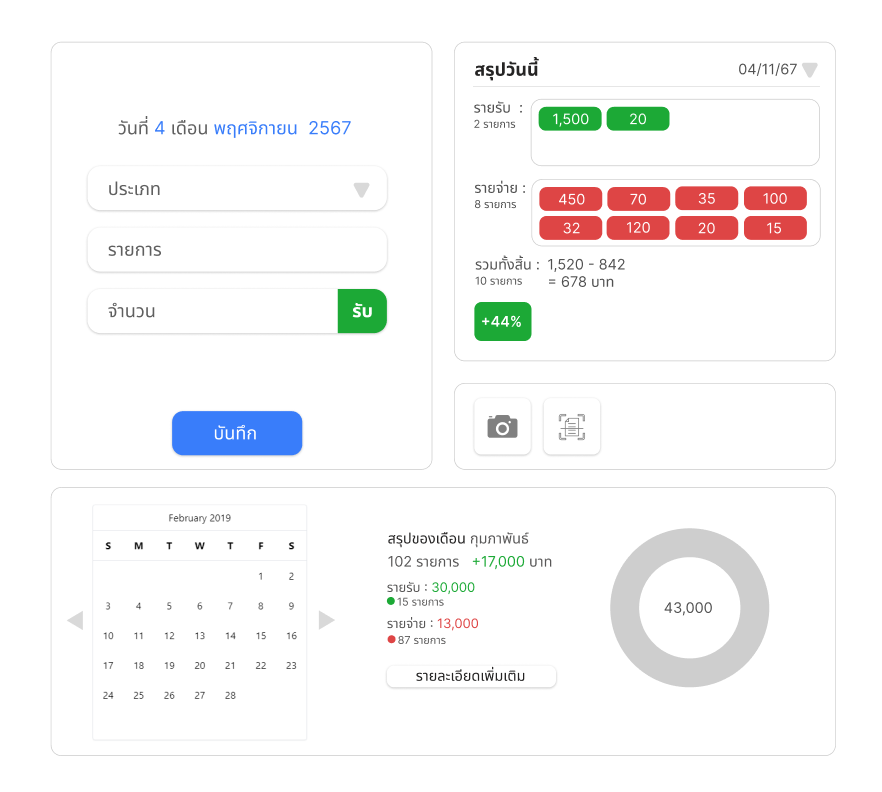 วันที่ 4 เดือน พฤศจิกายน 2567
ประเภท
รายการ
จำนวน
รับ
บันทึก
สรุปวันนี้
04/11/67
รายรับ :
2 รายการ
1,500 20
รายจ่าย :
8 รายการ
450 70 35 100
32 120 20 15
รวมทั้งสิ้น : 1,520 - 842
10 รายการ = 678 บาท
+44%
February 2019
S M T W T F S
1 2
3 4 5 6 7 8 9
10 11 12 13 14 15 16
17 18 19 20 21 22 23
24 25 26 27 28
สรุปของเดือน กุมภาพันธ์
102 รายการ +17,000 บาท
รายรับ : 30,000
15 รายการ
รายจ่าย : 13,000
87 รายการ
รายละเอียดเพิ่มเติม
43,000